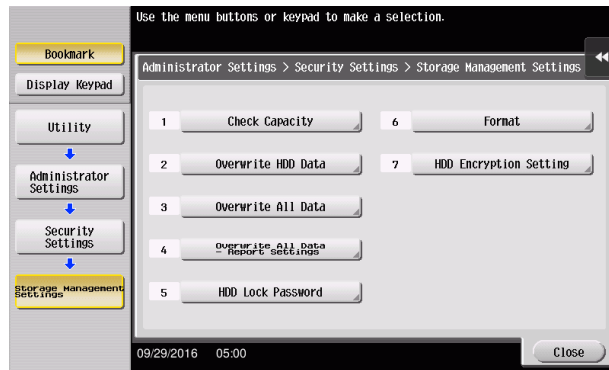 Use the menu buttons or keypad to make a selection.
Bookmark
Display Keypad
Utility
Administrator
Settings
Security
Settings
Storage Management
Settings
Administrator Settings > Security Settings > Storage Management Settings
1 Check Capacity
2 Overwrite HDD Data
3 Overwrite All Data
4 Overwrite All Data
- Report Settings
5 HDD Lock Password
6 Format
7 HDD Encryption Setting
09/29/2016 05:00
Close